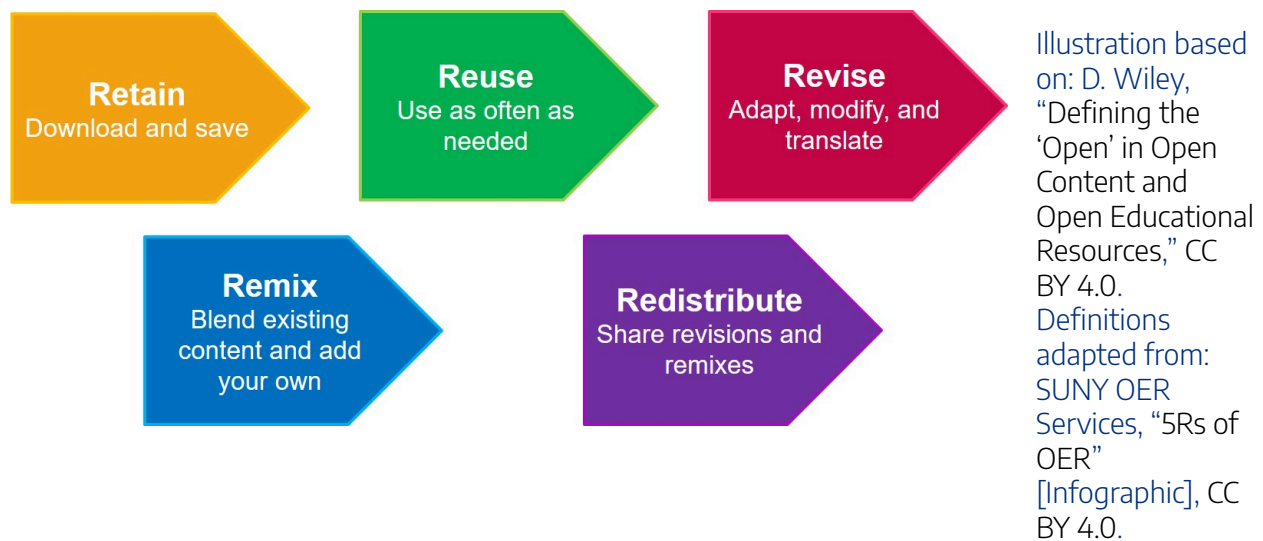 Retain
Download and save
Reuse
Use as often as
needed
Revise
Adapt, modify, and
translate
Remix
Blend existing
content and add
your own
Redistribute
Share revisions and
remixes
Illustration based
on: D. Wiley,
“Defining the
‘Open’ in Open
Content and
Open Educational
Resources,” CC
BY 4.0.
Definitions
adapted from:
SUNY OER
Services, “5Rs of
OER”
[Infographic], CC
BY 4.0.